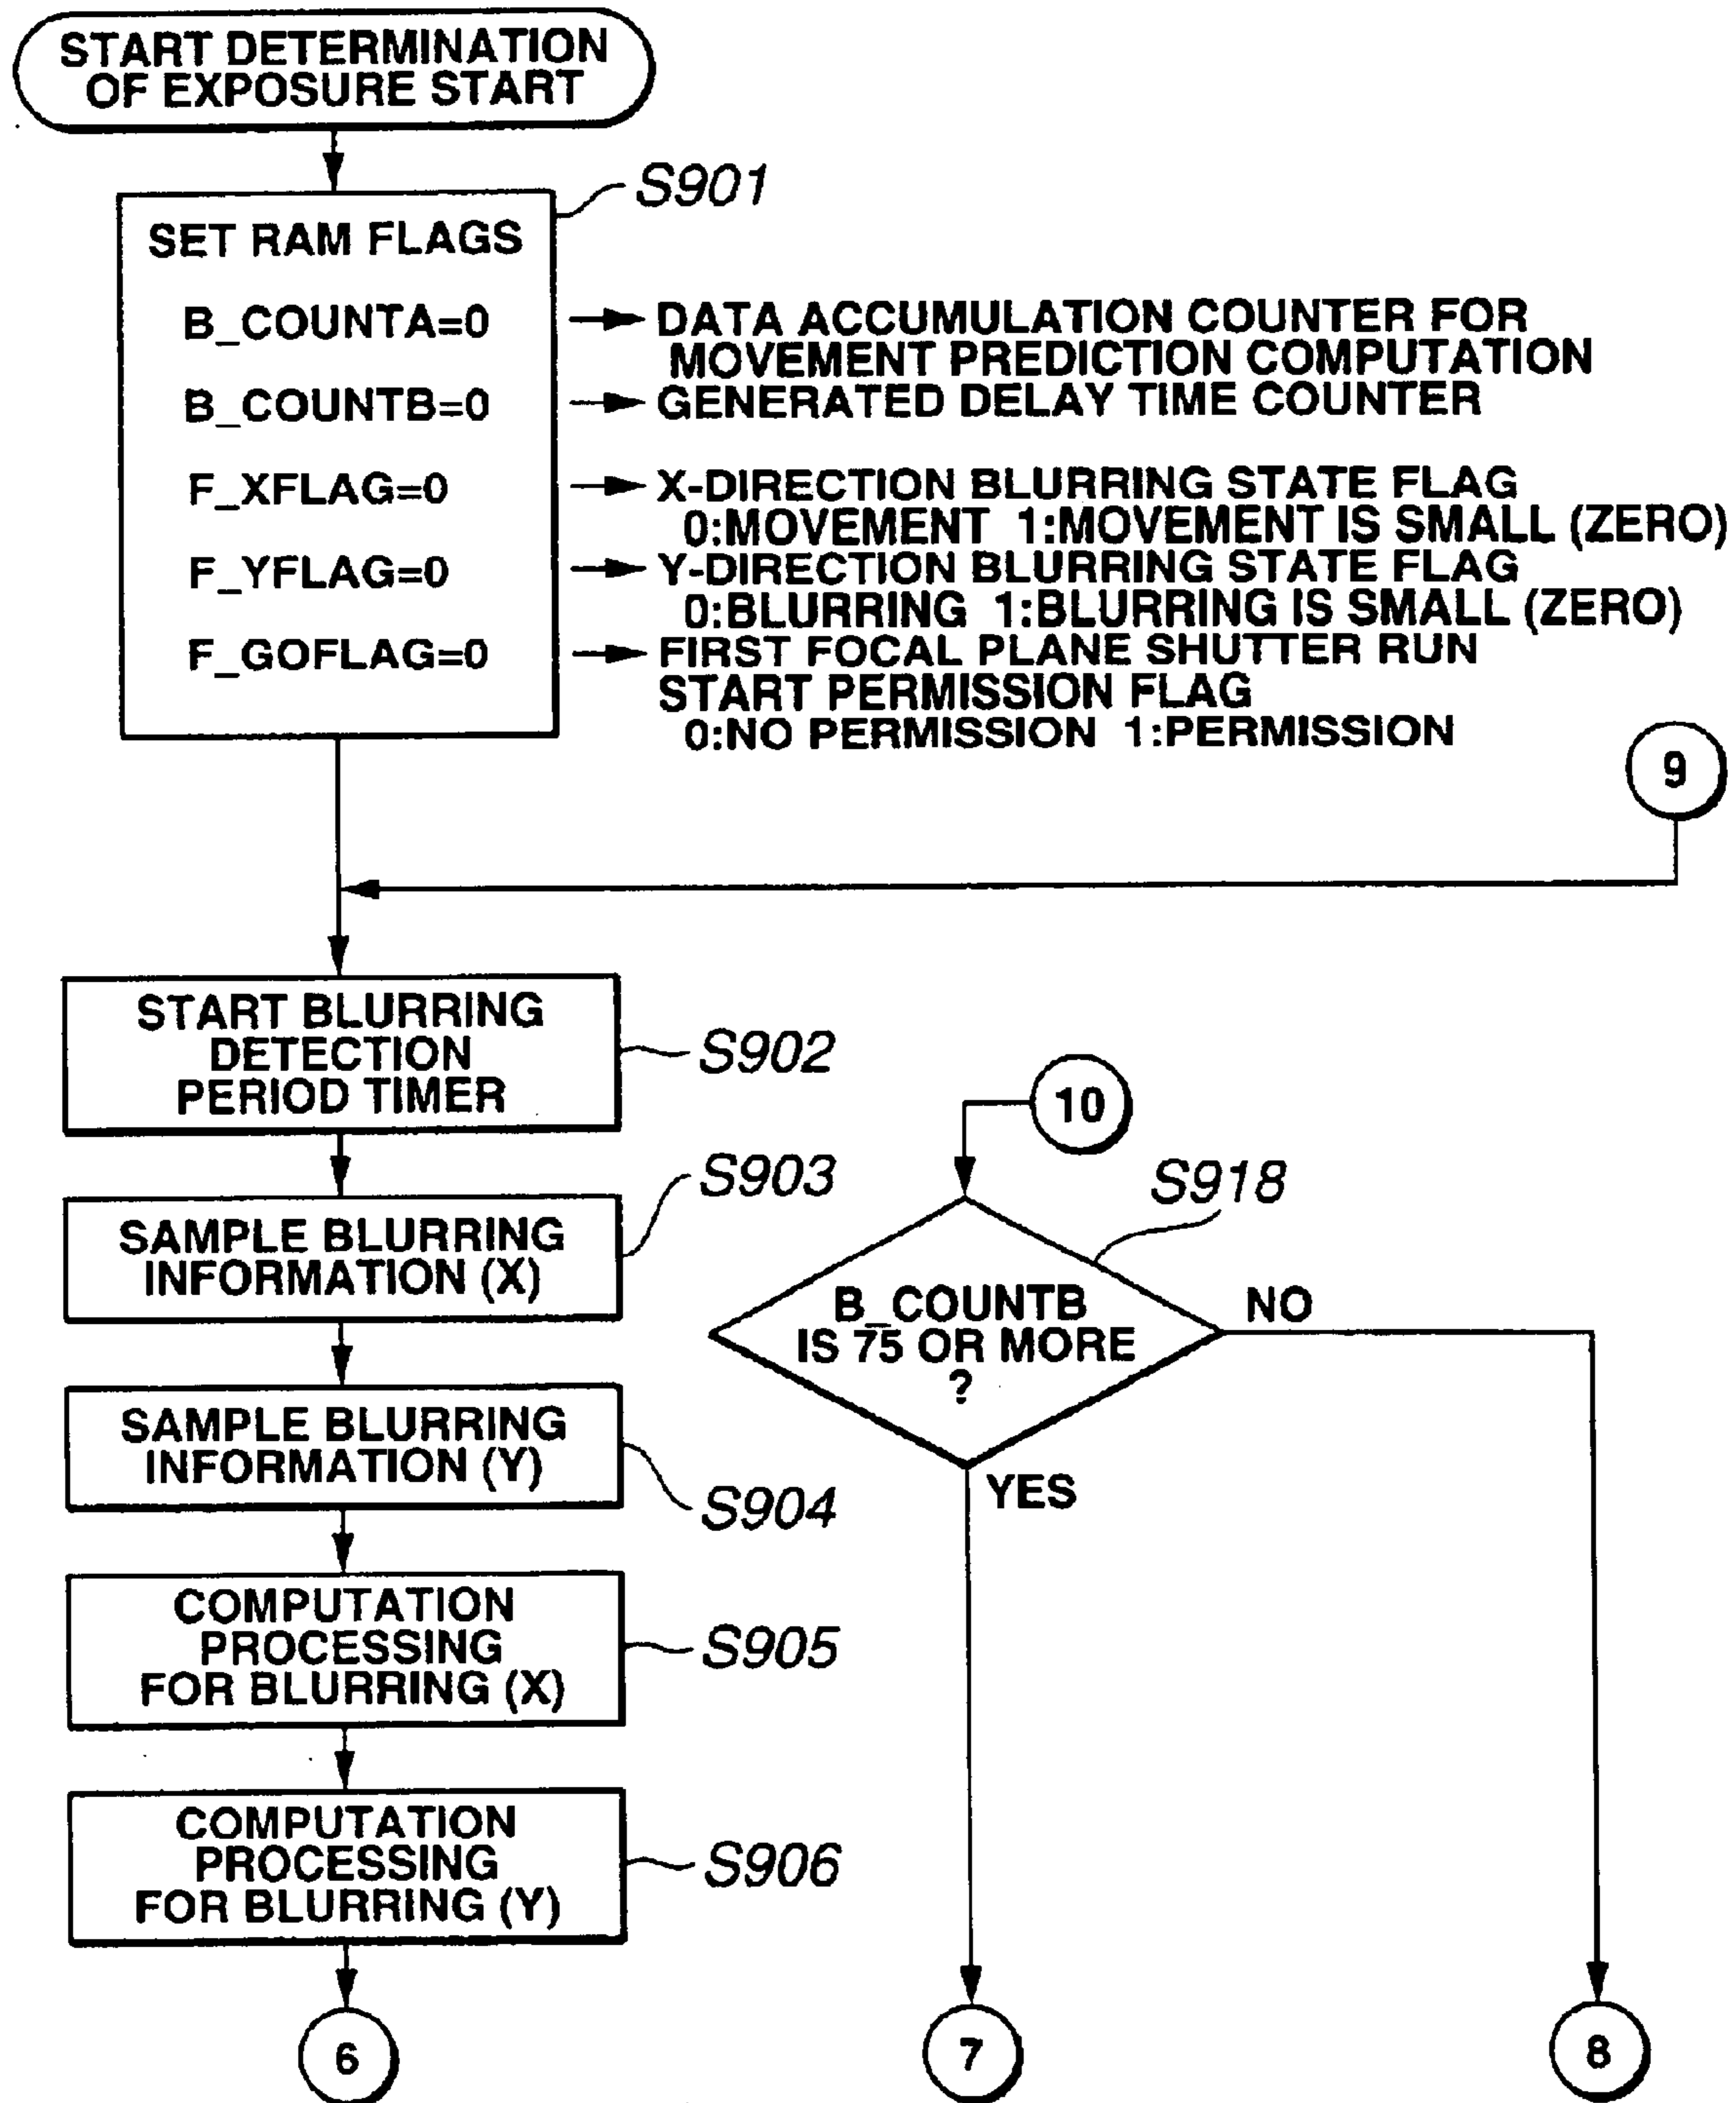 START DETERMINATION
OF EXPOSURE START
S901
SET RAM FLAGS
B_COUNTA=0
DATA ACCUMULATION COUNTER FOR
MOVEMENT PREDICTION COMPUTATION
B_COUNTB=0
GENERATED DELAY TIME COUNTER
F_XFLAG=0
X-DIRECTION BLURRING STATE FLAG
0:MOVEMENT 1:MOVEMENT IS SMALL (ZERO)
F_YFLAG=0
Y-DIRECTION BLURRING STATE FLAG
0:BLURRING 1:BLURRING IS SMALL (ZERO)
F_GOFLAG=0
FIRST FOCAL PLANE SHUTTER RUN
START PERMISSION FLAG
0:NO PERMISSION 1:PERMISSION
9
START BLURRING
DETECTION
PERIOD TIMER
S902
S903
SAMPLE BLURRING
INFORMATION (X)
SAMPLE BLURRING
INFORMATION (Y)
S904
COMPUTATION
PROCESSING
FOR BLURRING (X)
S905
COMPUTATION
PROCESSING
FOR BLURRING (Y)
S906
6
10
S918
B_COUNTB
IS 75 OR MORE
?
NO
YES
7
8